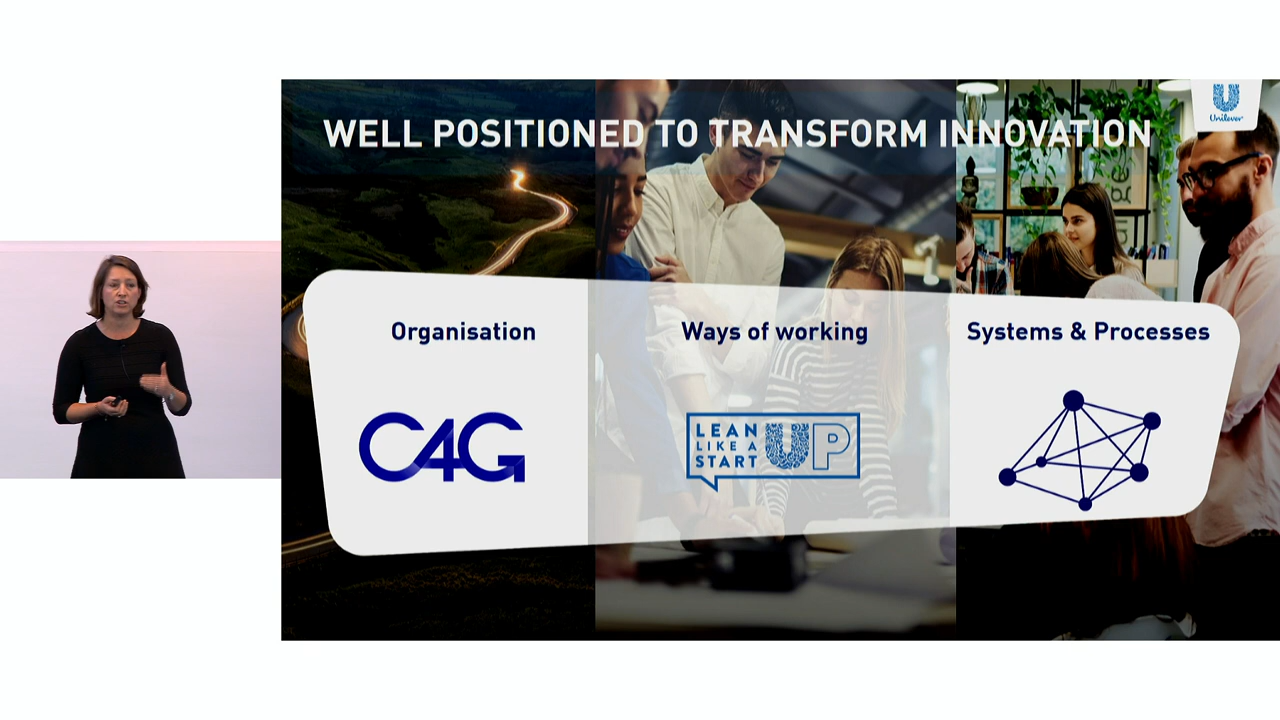 WELL POSITIONED TO TRANSFORM INNOVATION
Unilever
Organisation
Ways of working
Systems & Processes
C4G
LEAN
LIKE A
START UP